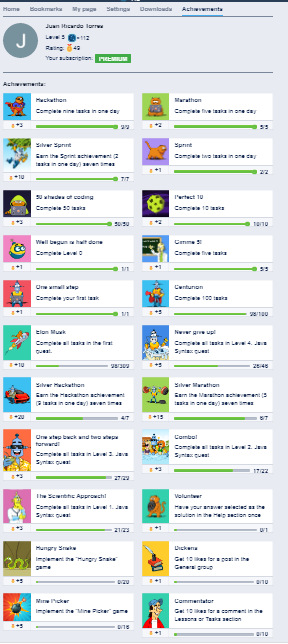 Home Bookmarks My page Settings Downloads Achievements
J
Juan Ricardo Torres
Level 5 +112
Rating: 49
Your subscription: PREMIUM
Achievements:
Hackathon
Complete nine tasks in one day
+3 9/9
Marathon
Complete five tasks in one day
+2 5/5
Silver Sprint
Earn the Sprint achievement (2
tasks in one day) seven times
+10 7/7
Sprint
Complete two tasks in one day
+1 2/2
50 shades of coding
Complete 50 tasks
+3 50/50
Perfect 10
Complete 10 tasks
+2 10/10
Well begun is half done
Complete Level 0
+1 1/1
Gimme 5!
Complete five tasks
+1 5/5
One small step
Complete your first task
+1 1/1
Centurion
Complete 100 tasks
+5 98/100
Elon Musk
Complete all tasks in the first
quest.
+10 98/309
Never give up!
Complete all tasks in Level 4, Java
Syntax quest
+5 26/46
Silver Hackathon
Earn the Hackathon achievement
(9 tasks in one day) seven times
+20 4/7
Silver Marathon
Earn the Marathon achievement (5
tasks in one day) seven times
+15 6/7
One step back and two steps
forward!
Complete all tasks in Level 3, Java
Syntax quest
+3 27/29
Combo!
Complete all tasks in Level 2, Java
Syntax quest
+3 17/22
The Scientific Approach!
Complete all tasks in Level 1, Java
Syntax quest
+3 21/23
Volunteer
Have your answer selected as the
solution in the Help section once
+1 0/1
Hungry Snake
Implement the "Hungry Snake"
game
+5 0/20
Dickens
Get 10 likes for a post in the
General group
+1 0/10
Mine Picker
Implement the "Mine Picker" game
+5 0/16
Commentator
Get 10 likes for a comment in the
Lessons or Tasks section
+1 0/10